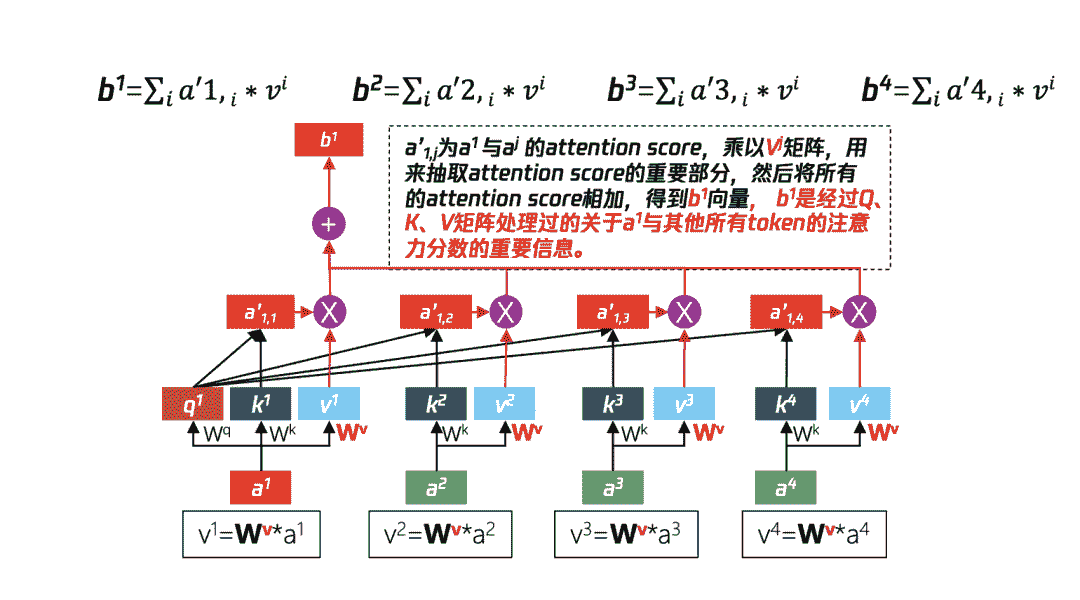 b¹=∑ᵢ a′1,ᵢ * vⁱ b²=∑ᵢ a′2,ᵢ * vⁱ b³=∑ᵢ a′3,ᵢ * vⁱ b⁴=∑ᵢ a′4,ᵢ * vⁱ
b¹
a'₁,ⱼ为a¹与aʲ 的attention score，乘以Vʲ矩阵，用
来抽取attention score的重要部分，然后将所有
的attention score相加，得到b¹向量， b¹是经过Q、
K、V矩阵处理过的关于a¹与其他所有token的注意
力分数的重要信息。
+
a'₁,₁ X a'₁,₂ X a'₁,₃ X a'₁,₄ X
q¹ k¹ v¹ k² v² k³ v³ k⁴ v⁴
Wq Wk Wv Wk Wv Wk Wv Wk Wv
a¹ a² a³ a⁴
v¹=Wv*a¹ v²=Wv*a² v³=Wv*a³ v⁴=Wv*a⁴